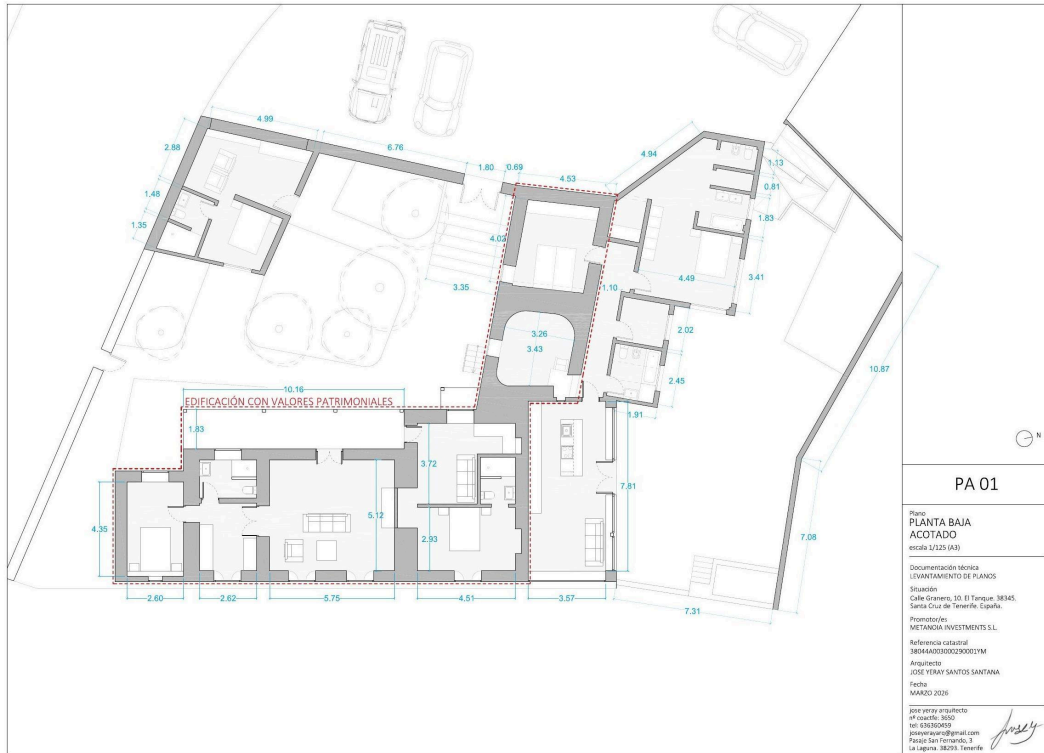 4.99
2.88
6.76
1.80
0.69
4.53
4.94
1.13
0.81
1.83
1.48
1.35
4.02
3.35
4.49
3.41
1.10
3.26
3.43
2.02
2.45
1.91
10.87
10.16
EDIFICACIÓN CON VALORES PATRIMONIALES
1.83
3.72
5.12
7.81
4.35
2.93
7.08
2.60
2.62
5.75
4.51
3.57
7.31
N
PA 01
Plano
PLANTA BAJA
ACOTADO
escala 1/125 (A3)
Documentación técnica
LEVANTAMIENTO DE PLANOS
Situación
Calle Granero, 10. El Tanque. 38345.
Santa Cruz de Tenerife. España.
Promotor/es
METANOIA INVESTMENTS S.L.
Referencia catastral
38044A003000290001YM
Arquitecto
JOSE YERAY SANTOS SANTANA
Fecha
MARZO 2026
jose yeray arquitecto
nº coactfe: 3650
tel: 636360459
joseyerayarq@gmail.com
Pasaje San Fernando, 3
La Laguna. 38293. Tenerife